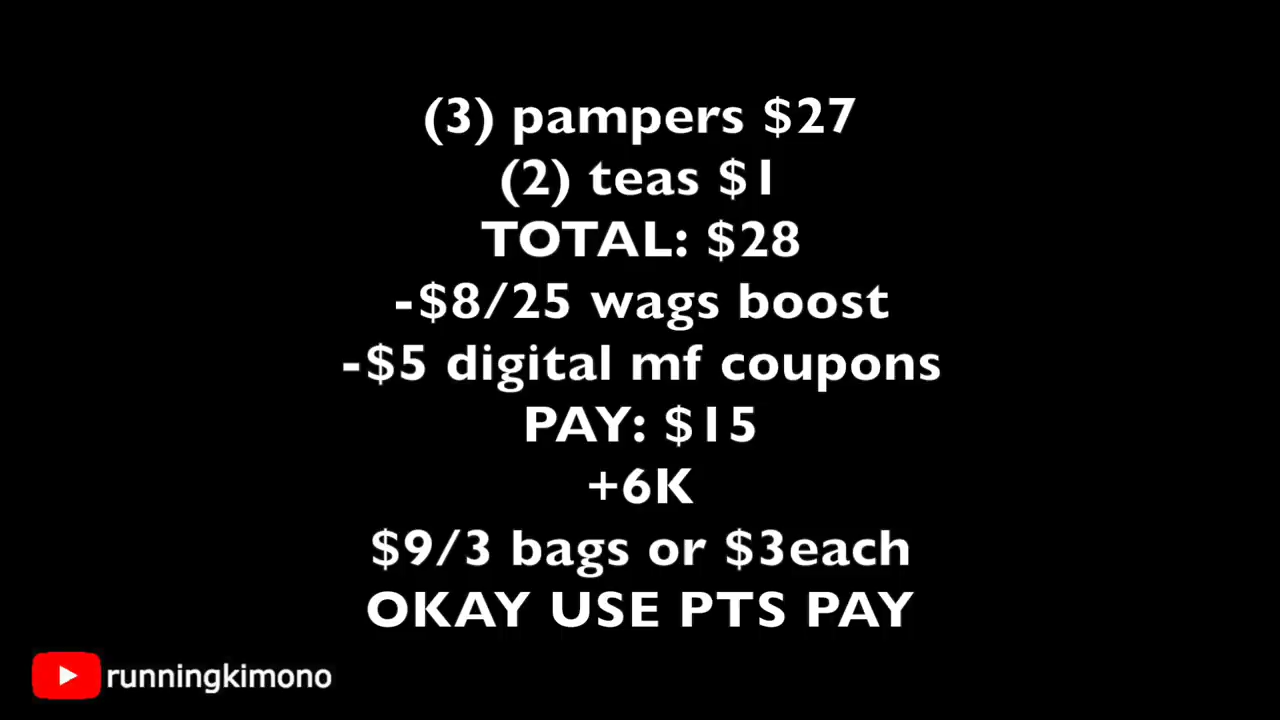 (3) pampers $27
(2) teas $1
TOTAL: $28
-$8/25 wags boost
-$5 digital mf coupons
PAY: $15
+6K
$9/3 bags or $3each
OKAY USE PTS PAY
runningkimono